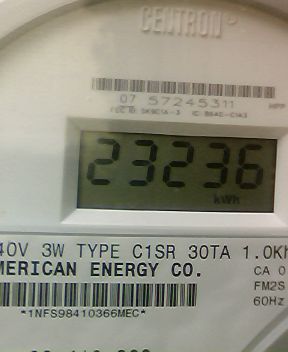 CENTRON
07 57245311
23236
kWh
40V 3W TYPE C1SR 30TA 1.0Kh
MERICAN ENERGY CO.
CA 0
FM2S
60Hz
*1NFS98410366MEC*